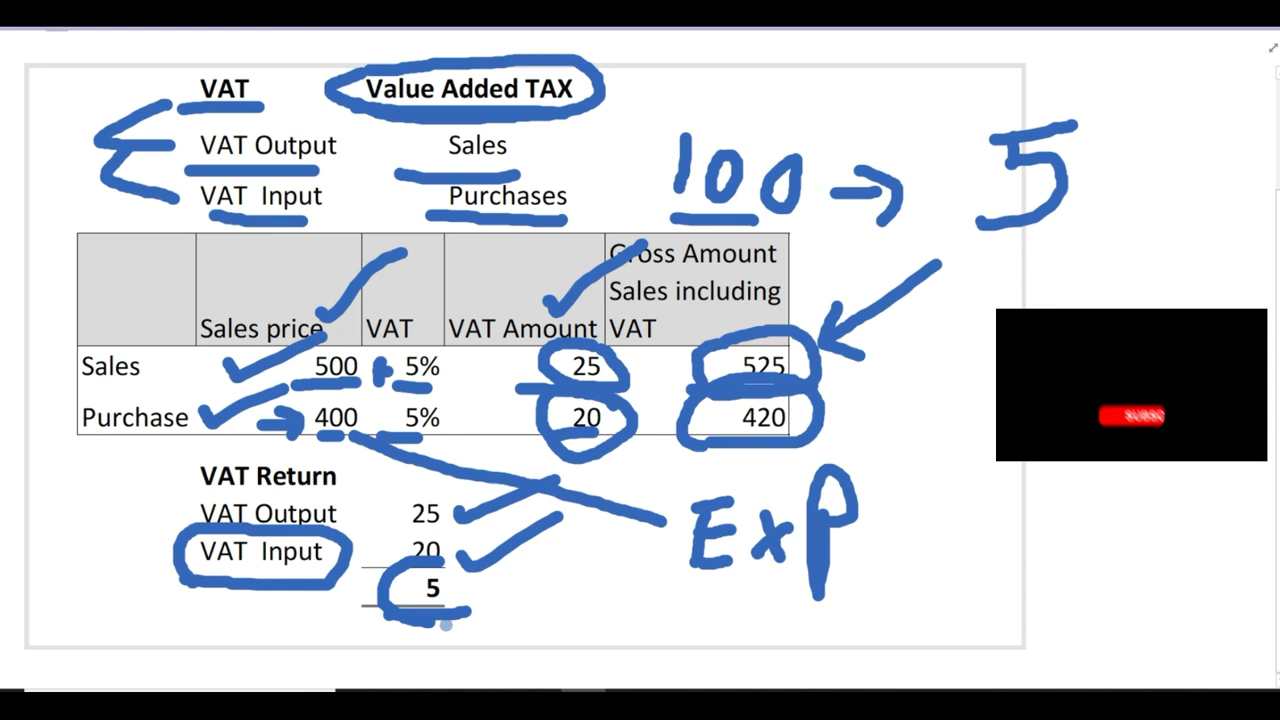 VAT Value Added TAX
VAT Output Sales
VAT Input Purchases
100 → 5
Sales price VAT VAT Amount Gross Amount Sales including VAT
Sales 500 5% 25 525
Purchase 400 5% 20 420
VAT Return
VAT Output 25
VAT Input 20
5
Exp